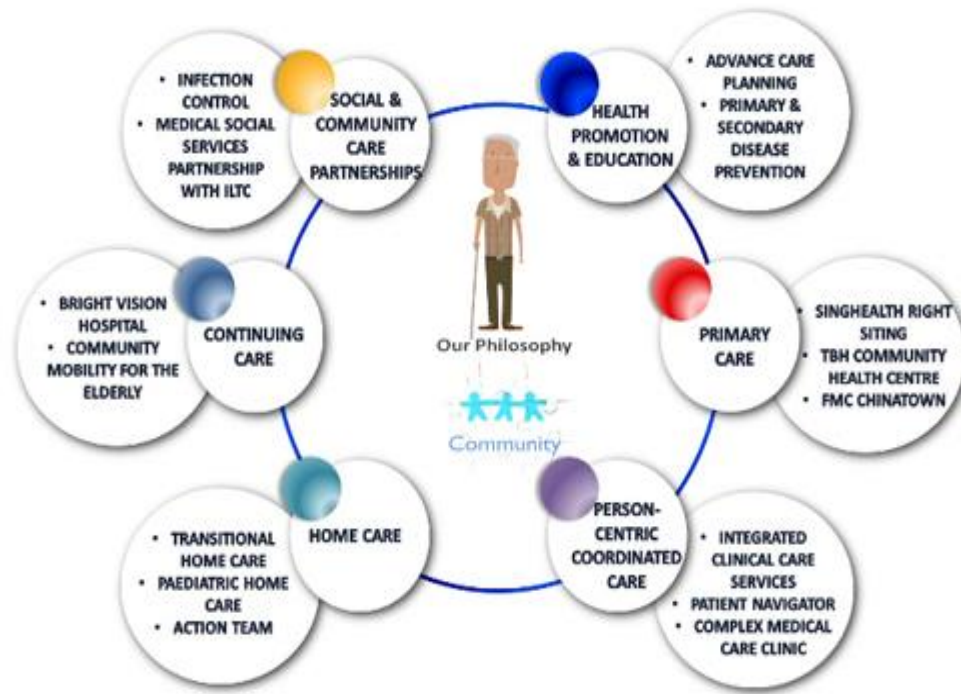 • INFECTION
CONTROL
• MEDICAL SOCIAL
SERVICES
PARTNERSHIP
WITH ILTC
SOCIAL &
COMMUNITY
CARE
PARTNERSHIPS
HEALTH
PROMOTION
& EDUCATION
• ADVANCE CARE
PLANNING
• PRIMARY &
SECONDARY
DISEASE
PREVENTION
• BRIGHT VISION
HOSPITAL
• COMMUNITY
MOBILITY FOR THE
ELDERLY
CONTINUING
CARE
Our Philosophy
Community
PRIMARY
CARE
• SINGHEALTH RIGHT
SITING
• TBH COMMUNITY
HEALTH CENTRE
• FMC CHINATOWN
• TRANSITIONAL
HOME CARE
• PAEDIATRIC HOME
CARE
• ACTION TEAM
HOME CARE
PERSON-
CENTRIC
COORDINATED
CARE
• INTEGRATED
CLINICAL CARE
SERVICES
• PATIENT NAVIGATOR
• COMPLEX MEDICAL
CARE CLINIC